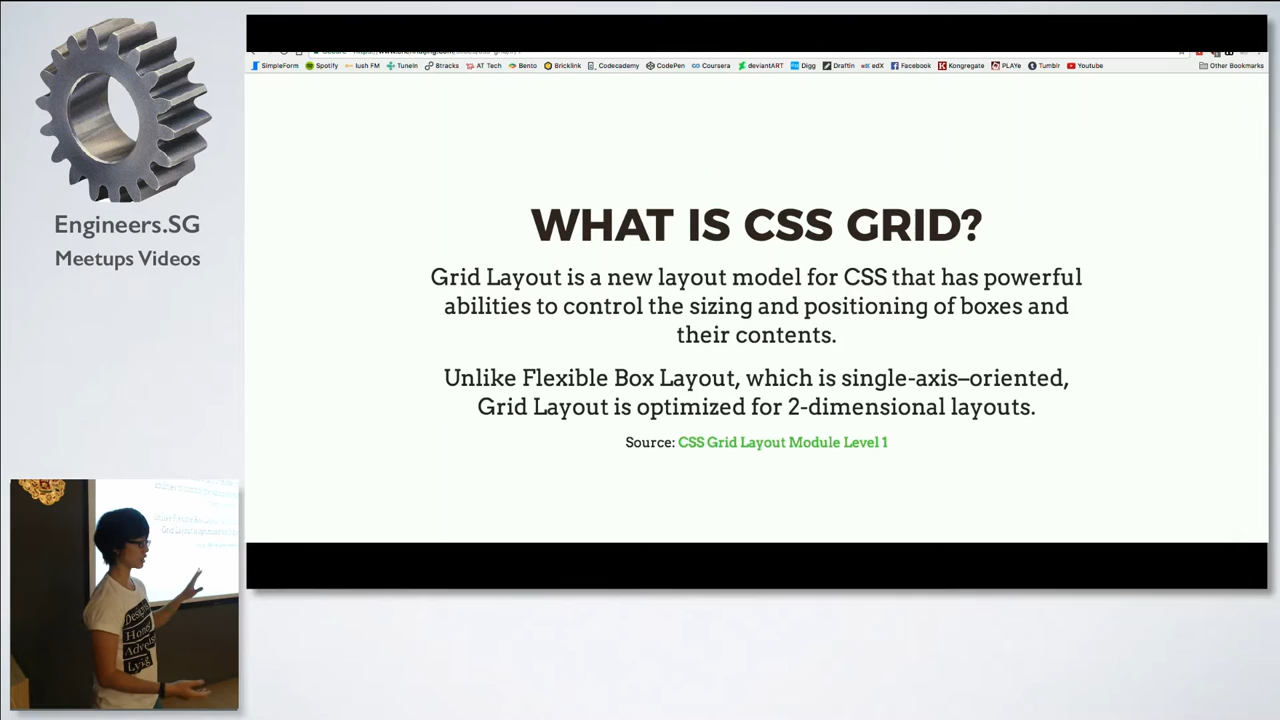 Engineers.SG
Meetups Videos
SimpleForm Spotify lush FM TuneIn 8tracks AT Tech Bento Bricklink Codecademy CodePen Coursera deviantART Digg Draftin edX Facebook Kongregate PLAYe Tumblr Youtube Other Bookmarks
WHAT IS CSS GRID?
Grid Layout is a new layout model for CSS that has powerful
abilities to control the sizing and positioning of boxes and
their contents.
Unlike Flexible Box Layout, which is single-axis–oriented,
Grid Layout is optimized for 2-dimensional layouts.
Source: CSS Grid Layout Module Level 1
Lying